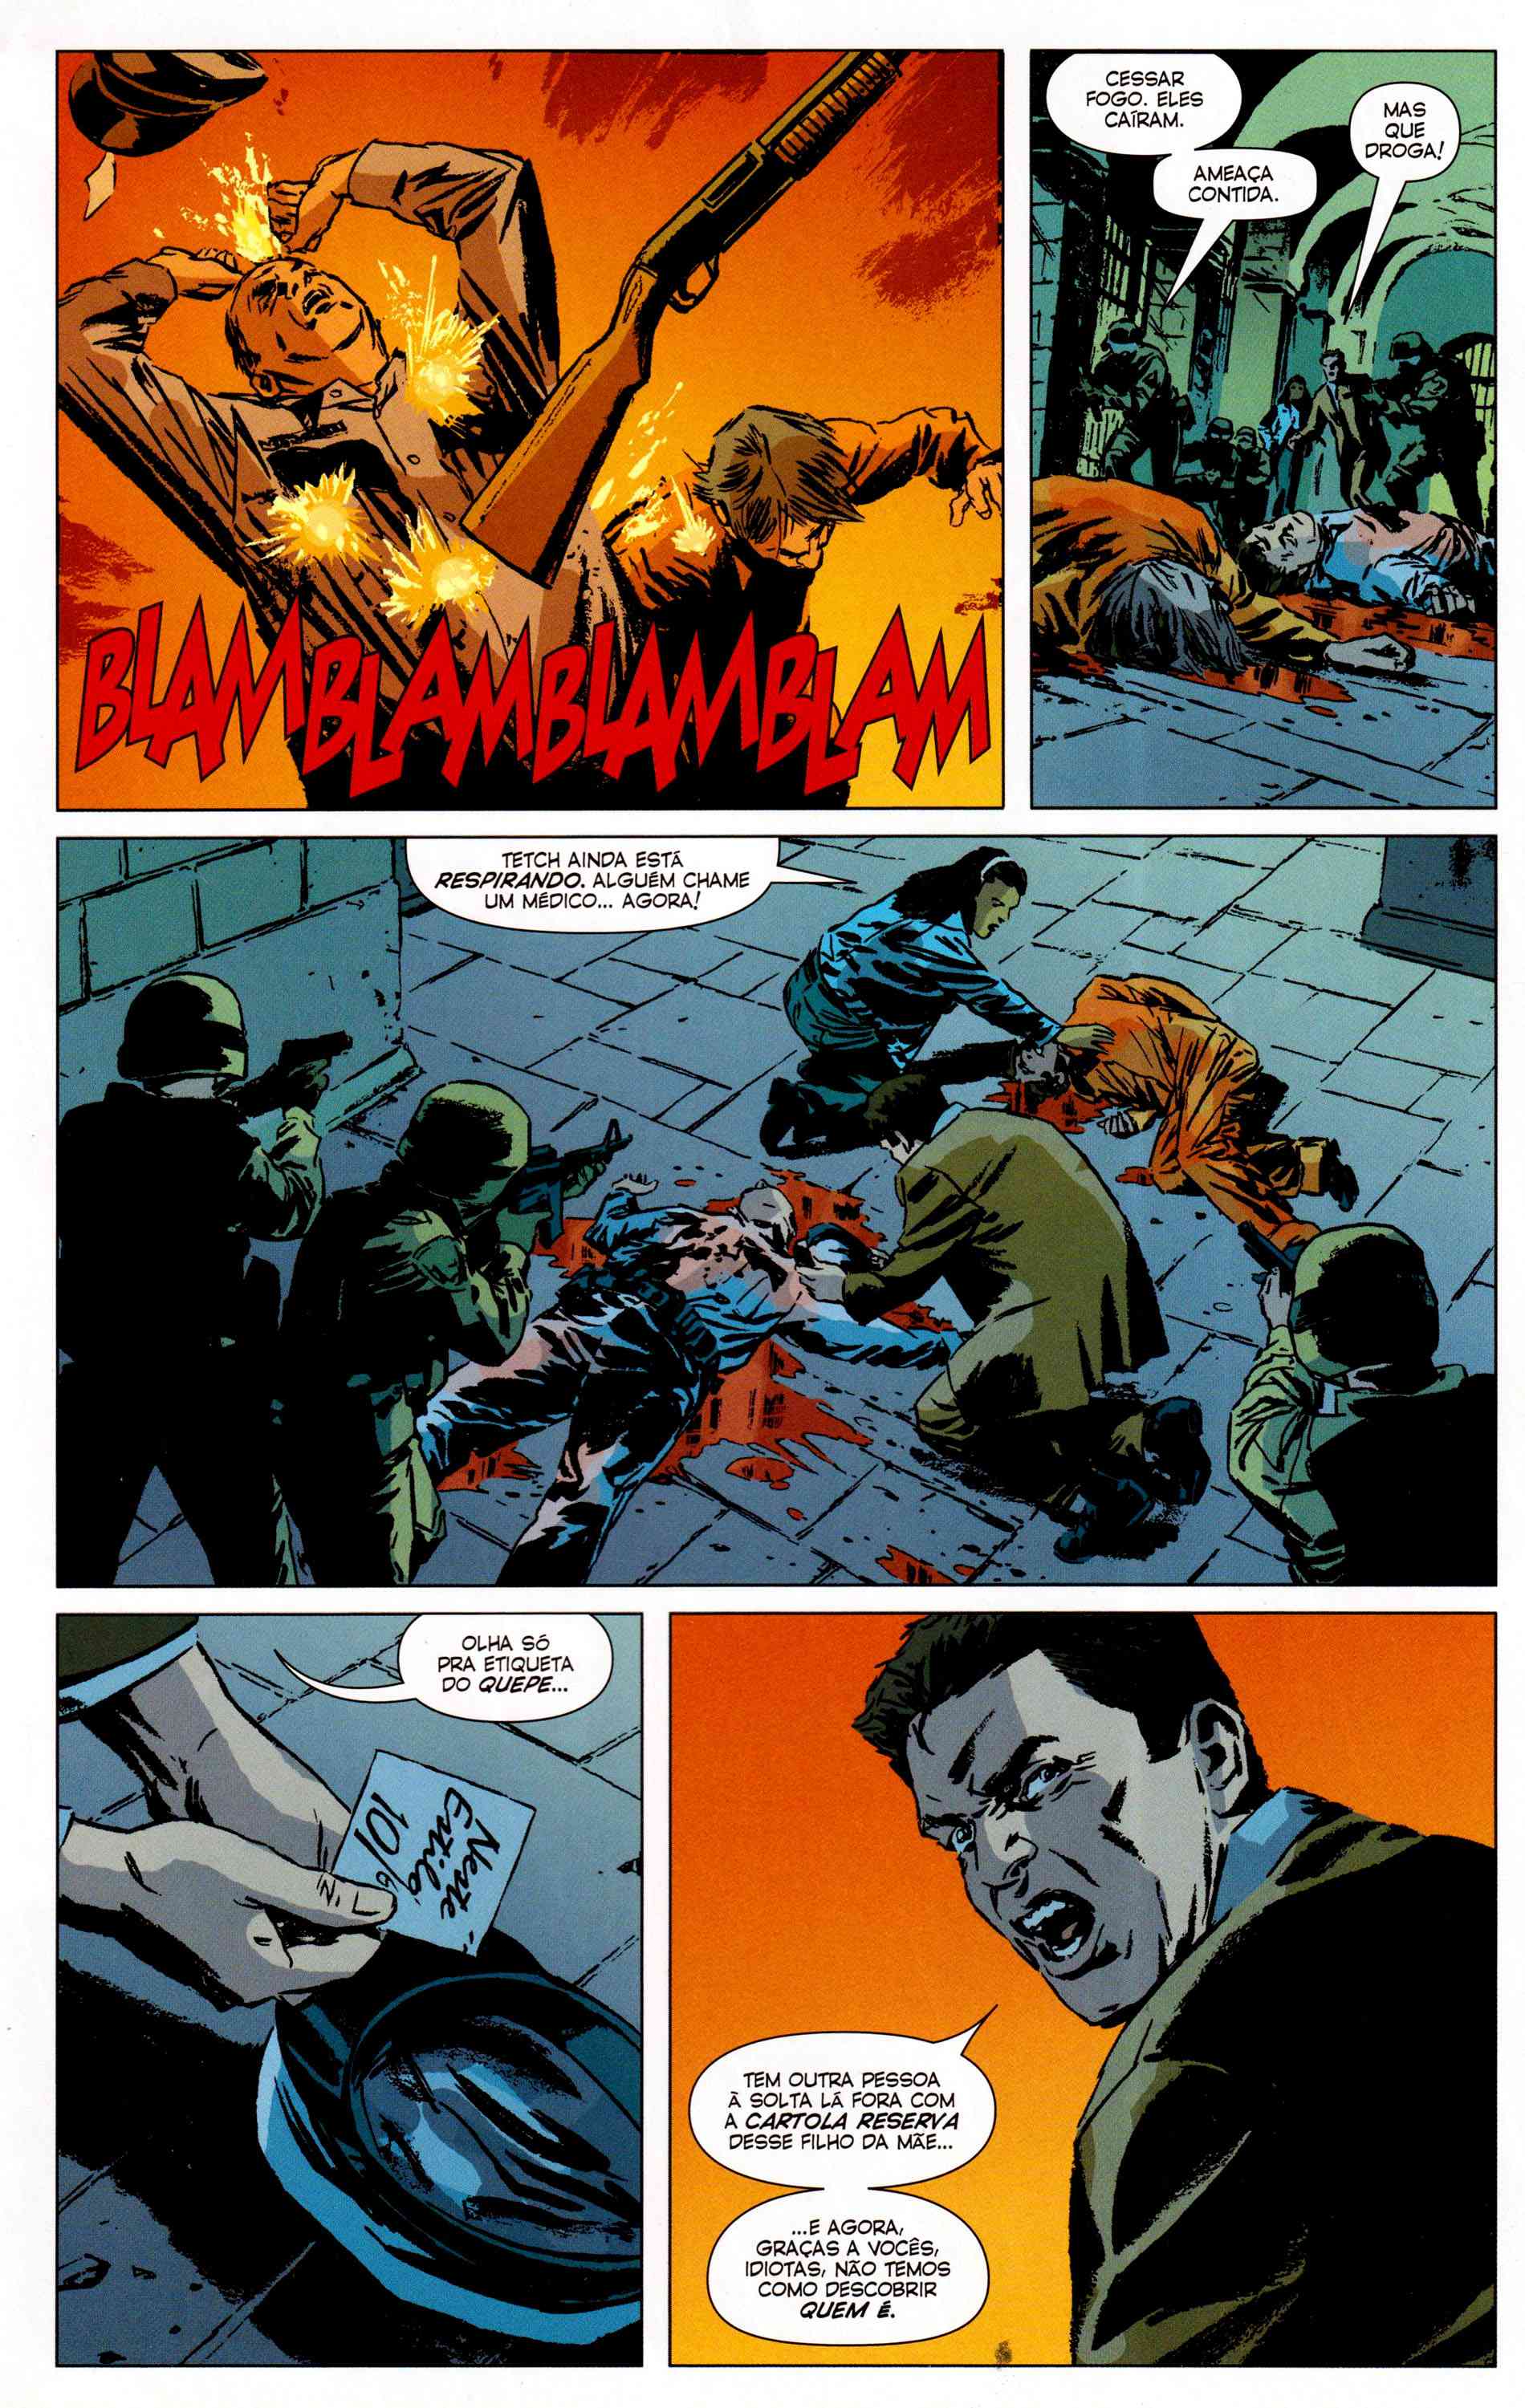 BLAMBLAMBLAMBLAM
CESSAR
FOGO. ELES
CAÍRAM.
AMEAÇA
CONTIDA.
MAS
QUE
DROGA!
TETCH AINDA ESTÁ
RESPIRANDO. ALGUÉM CHAME
UM MÉDICO... AGORA!
OLHA SÓ
PRA ETIQUETA
DO QUEPE...
Neste
Estilo
10/6
TEM OUTRA PESSOA
À SOLTA LÁ FORA COM
A CARTOLA RESERVA
DESSE FILHO DA MÃE...
...E AGORA,
GRAÇAS A VOCÊS,
IDIOTAS, NÃO TEMOS
COMO DESCOBRIR
QUEM É.